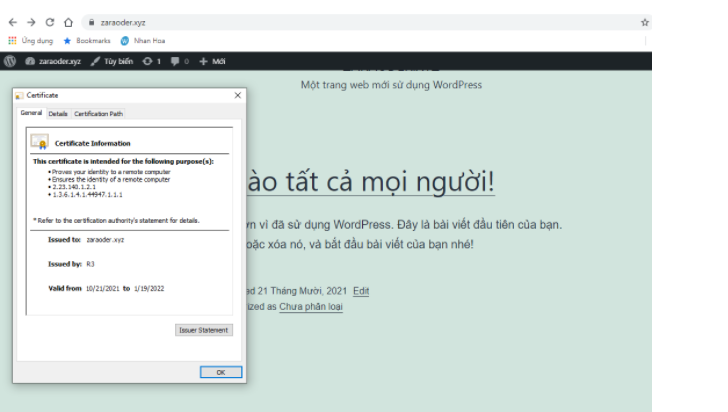 zaraoder.xyz
Ứng dụng Bookmarks Nhan Hoa
zaraoder.xyz Tùy biến 1 0 Mới
Một trang web mới sử dụng WordPress
Certificate
General Details Certification Path
Certificate Information
This certificate is intended for the following purpose(s):
• Proves your identity to a remote computer
• Ensures the identity of a remote computer
• 2.23.140.1.2.1
• 1.3.6.1.4.1.44947.1.1.1
* Refer to the certification authority's statement for details.
Issued to: zaraoder.xyz
Issued by: R3
Valid from 10/21/2021 to 1/19/2022
Issuer Statement
OK
ào tất cả mọi người!
ơn vì đã sử dụng WordPress. Đây là bài viết đầu tiên của bạn.
oặc xóa nó, và bắt đầu bài viết của bạn nhé!
ed 21 Tháng Mười, 2021 Edit
ized as Chưa phân loại